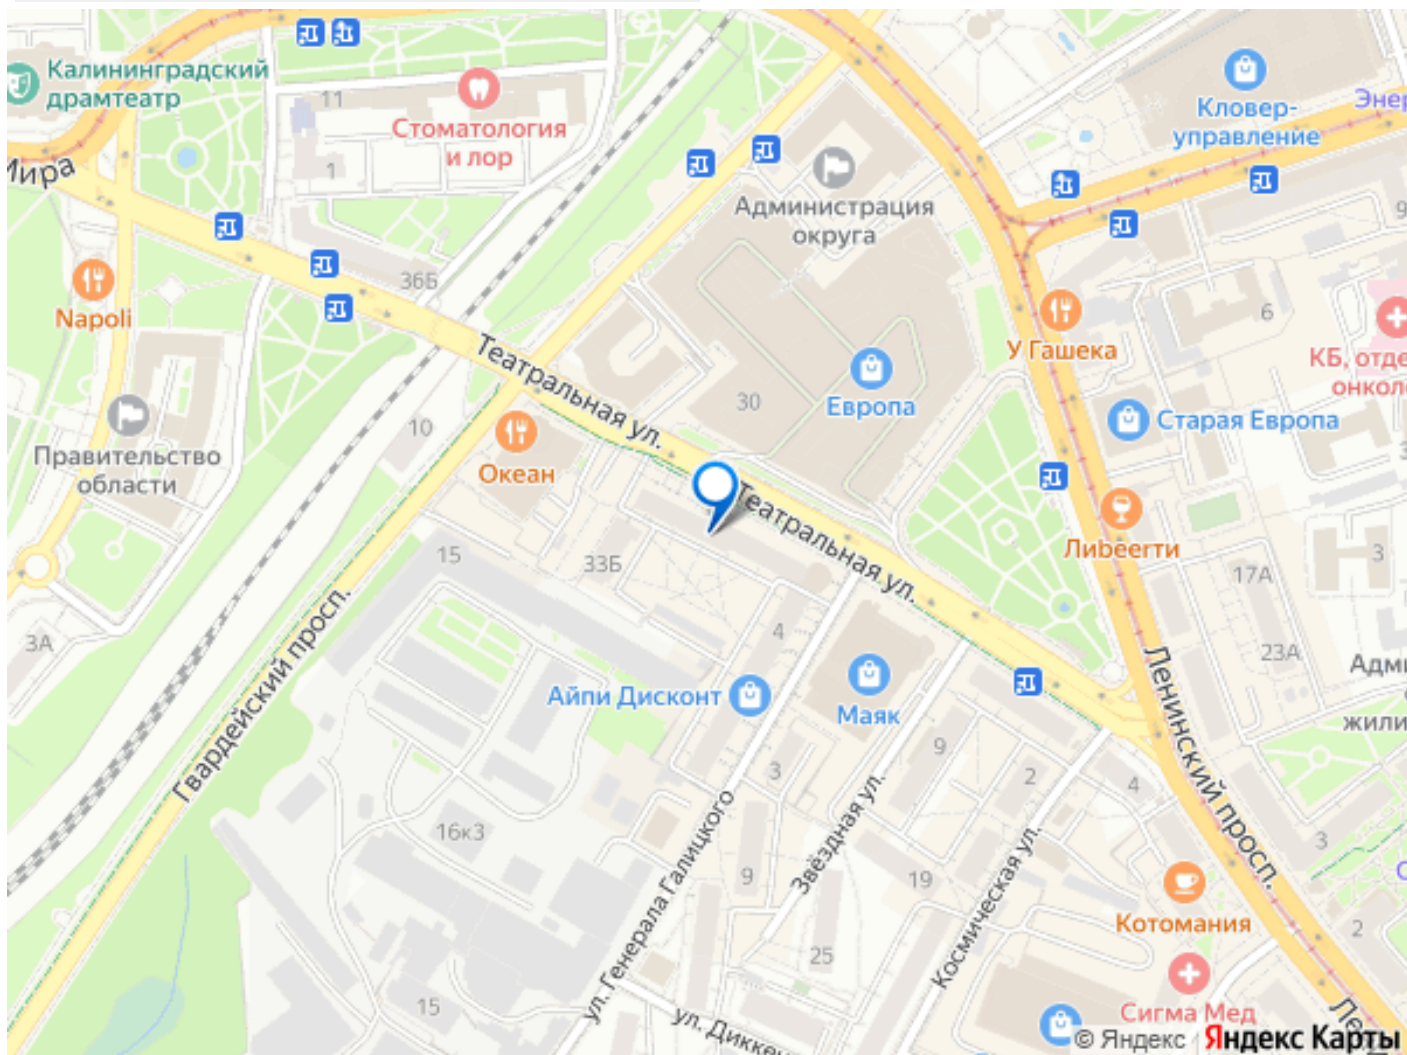 Калининградский
драмтеатр
11
Стоматология
и лор
1
Мира
36Б
Napoli
Правительство
области
10
Океан
Театральная ул.
Администрация
округа
Кловер-
управление
9
6
У Гашека
Европа
30
Старая Европа
Либеегти
Театральная ул.
15
33Б
3А
Гвардейский просп.
4
Айпи Дисконт
Маяк
17А
23А
3
Ленинский просп.
9
2
4
3
3
16к3
ул. Генерала Галицкого
9
Звёздная ул.
19
Космическая ул.
25
15
Котомания
2
Сигма Мед
© Яндекс
Яндекс Карты